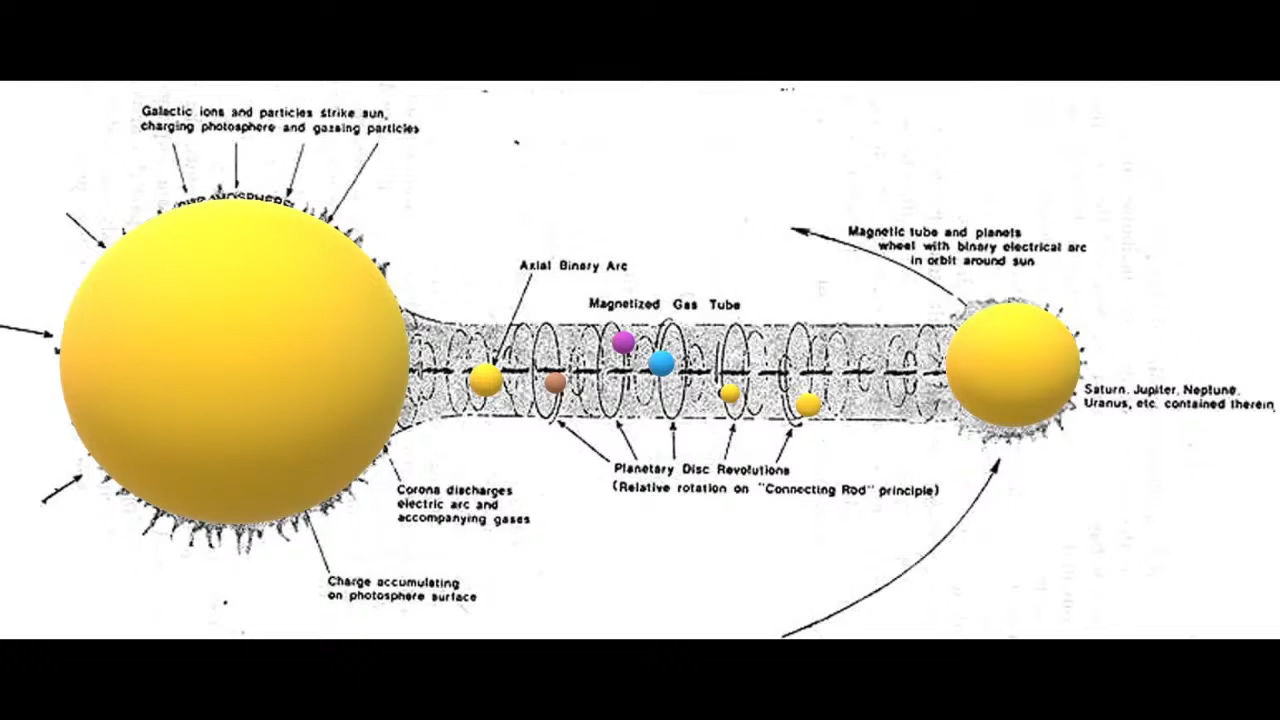 Galactic ions and particles strike sun,
charging photosphere and gassing particles
CHROMOSPHERE
Magnetic tube and planets
wheel with binary electrical arc
in orbit around sun
Axial Binary Arc
Magnetized Gas Tube
Saturn, Jupiter, Neptune,
Uranus, etc. contained therein
Planetary Disc Revolutions
(Relative rotation on "Connecting Rod" principle)
Corona discharges
electric arc and
accompanying gases
Charge accumulating
on photosphere surface